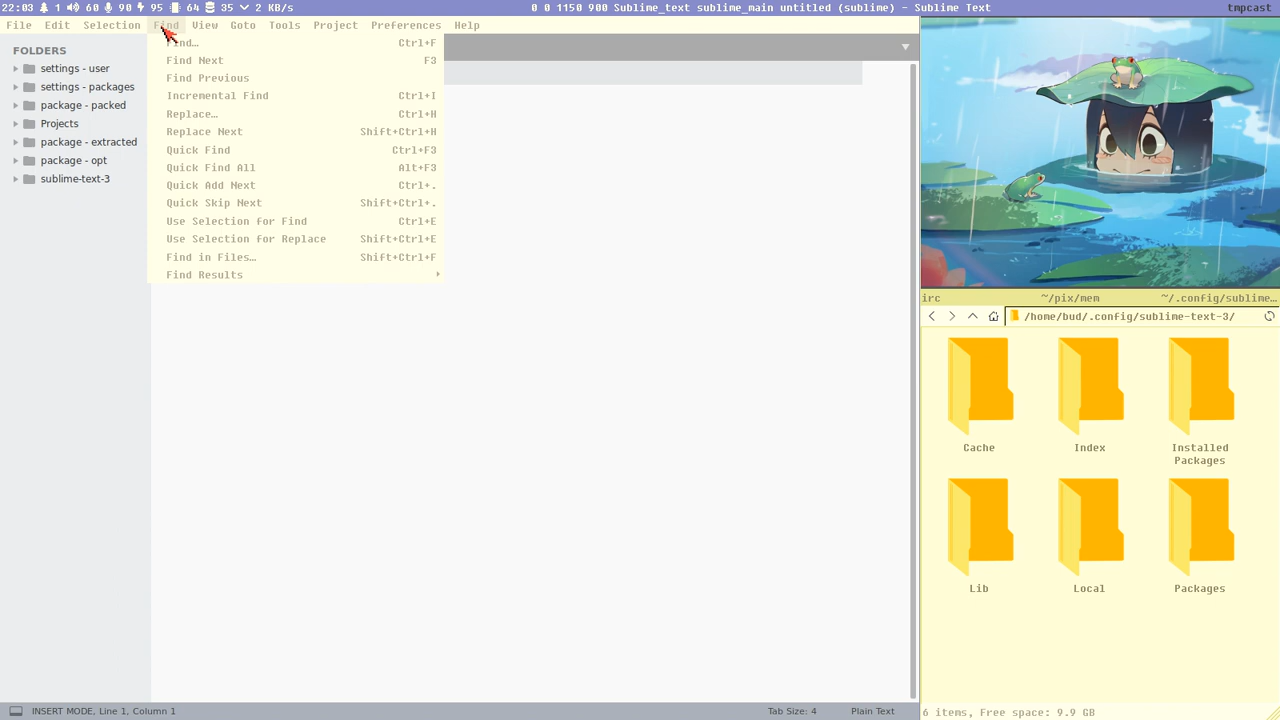 22:03 1 60 90 95 64 35 2 KB/s 0 0 1150 900 Sublime_text sublime_main untitled (sublime) - Sublime Text tmpcast
File Edit Selection Find View Goto Tools Project Preferences Help
FOLDERS
settings - user
settings - packages
package - packed
Projects
package - extracted
package - opt
sublime-text-3
Find… Ctrl+F
Find Next F3
Find Previous
Incremental Find Ctrl+I
Replace… Ctrl+H
Replace Next Shift+Ctrl+H
Quick Find Ctrl+F3
Quick Find All Alt+F3
Quick Add Next Ctrl+.
Quick Skip Next Shift+Ctrl+.
Use Selection for Find Ctrl+E
Use Selection for Replace Shift+Ctrl+E
Find in Files… Shift+Ctrl+F
Find Results
irc ~/pix/mem ~/.config/sublime…
/home/bud/.config/sublime-text-3/
Cache Index Installed
Packages
Lib Local Packages
6 items, Free space: 9.9 GB
INSERT MODE, Line 1, Column 1 Tab Size: 4 Plain Text